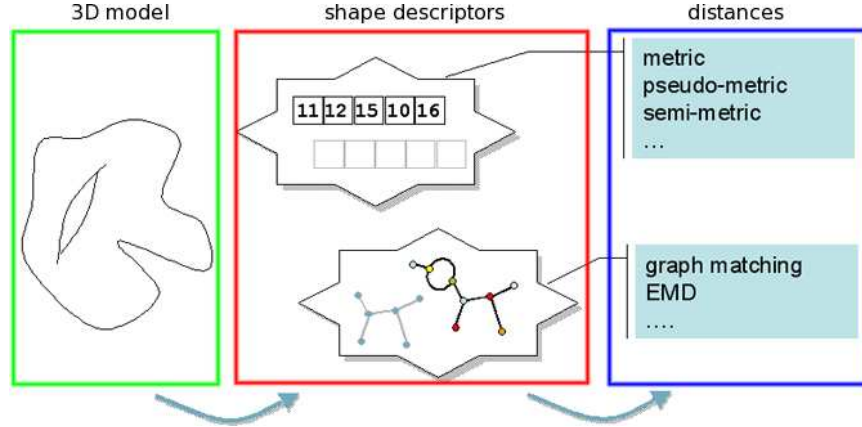 3D model
shape descriptors
distances
11 12 15 10 16
metric
pseudo-metric
semi-metric
...
graph matching
EMD
....